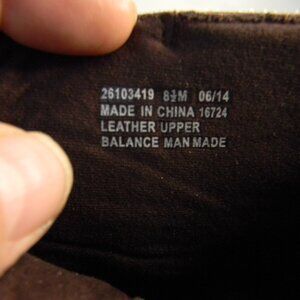 26103419 8½M 06/14
MADE IN CHINA 16724
LEATHER UPPER
BALANCE MAN MADE